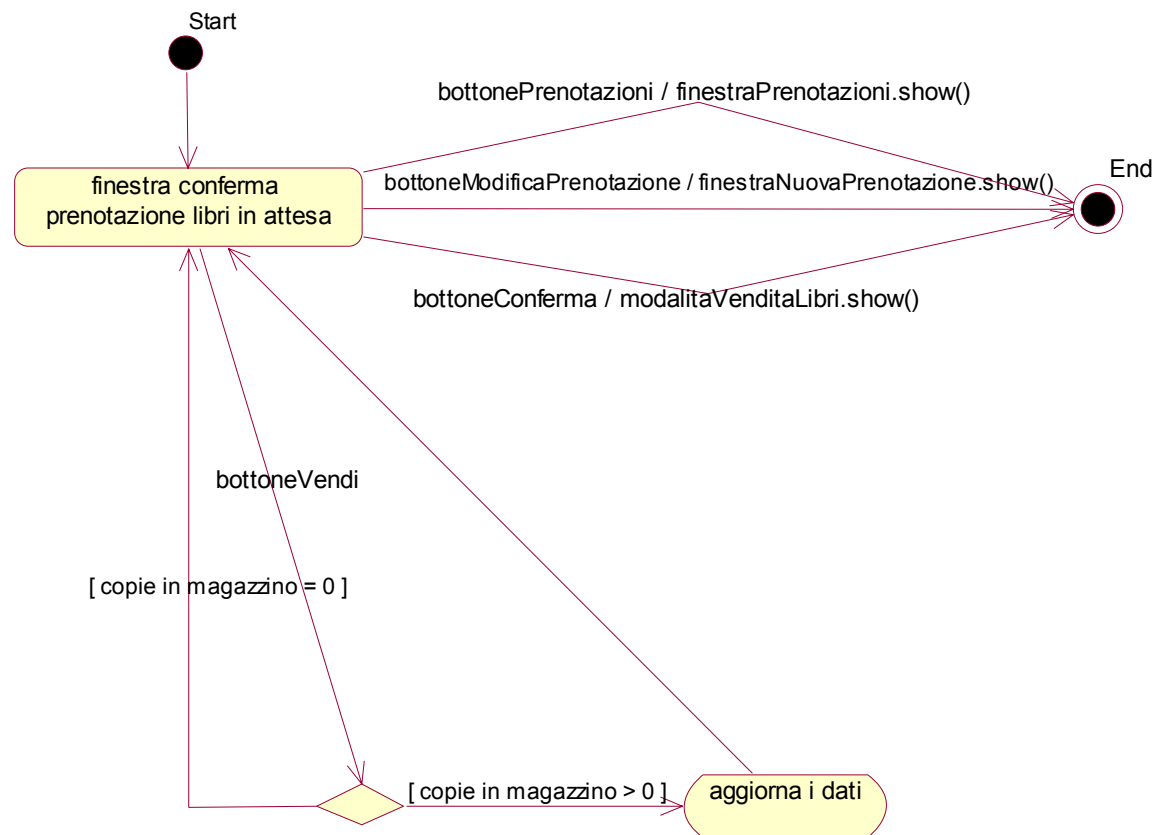 Start
bottonePrenotazioni / finestraPrenotazioni.show()
End
finestra conferma
prenotazione libri in attesa
bottoneModificaPrenotazione / finestraNuovaPrenotazione.show()
bottoneConferma / modalitaVenditaLibri.show()
bottoneVendi
[ copie in magazzino = 0 ]
[ copie in magazzino > 0 ]
aggiorna i dati